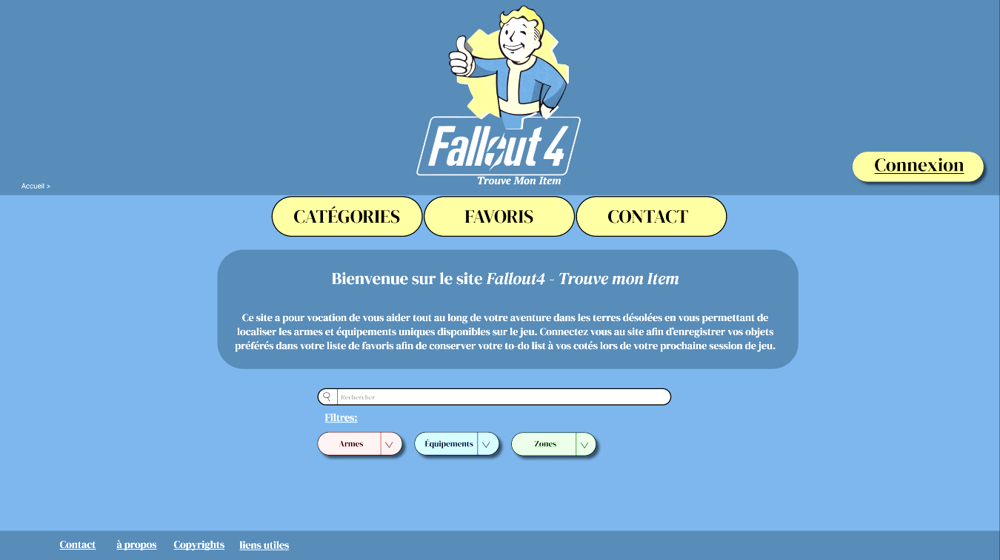 Fallout 4
Trouve Mon Item
Connexion
Accueil >
CATÉGORIES FAVORIS CONTACT
Bienvenue sur le site Fallout4 - Trouve mon Item
Ce site a pour vocation de vous aider tout au long de votre aventure dans les terres désolées en vous permettant de
localiser les armes et équipements uniques disponibles sur le jeu. Connectez vous au site afin d'enregistrer vos objets
préférés dans votre liste de favoris afin de conserver votre to-do list à vos cotés lors de votre prochaine session de jeu.
Rechercher
Filtres:
Armes Équipements Zones
Contact à propos Copyrights liens utiles